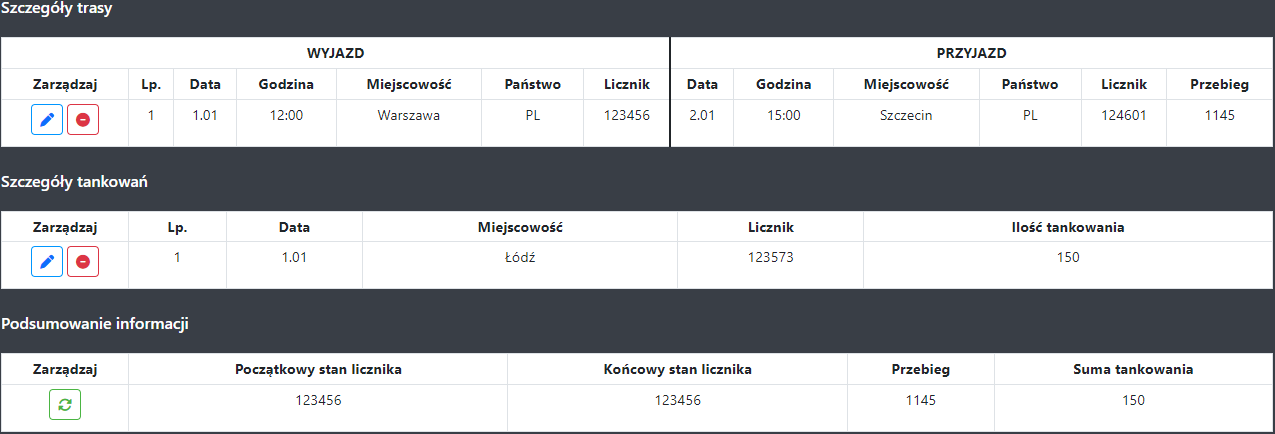 Szczegóły trasy
WYJAZD PRZYJAZD
Zarządzaj Lp. Data Godzina Miejscowość Państwo Licznik Data Godzina Miejscowość Państwo Licznik Przebieg
1 1.01 12:00 Warszawa PL 123456 2.01 15:00 Szczecin PL 124601 1145
Szczegóły tankowań
Zarządzaj Lp. Data Miejscowość Licznik Ilość tankowania
1 1.01 Łódź 123573 150
Podsumowanie informacji
Zarządzaj Początkowy stan licznika Końcowy stan licznika Przebieg Suma tankowania
123456 123456 1145 150